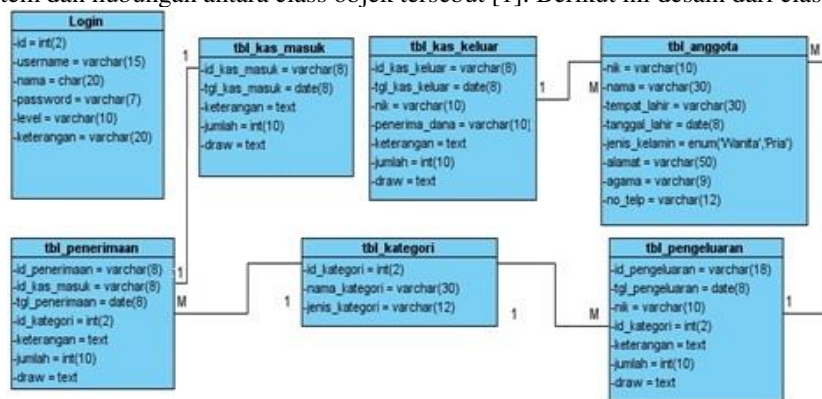 tem dan hubungan antara class objek tersebut [1]. Berikut ini desain dari clas
Login
-id = int(2)
-username = varchar(15)
-nama = char(20)
-password = varchar(7)
-level = varchar(10)
-keterangan = varchar(20)
1
tbl_kas_masuk
-id_kas_masuk = varchar(8)
-tgl_kas_masuk = date(8)
-keterangan = text
-jumlah = int(10)
-draw = text
tbl_kas_keluar
-id_kas_keluar = varchar(8)
-tgl_kas_keluar = date(8)
-nik = varchar(10)
-penerima_dana = varchar(10)
-keterangan = text
-jumlah = int(10)
-draw = text
1
M
tbl_anggota
-nik = varchar(10)
-nama = varchar(30)
-tempat_lahir = varchar(30)
-tanggal_lahir = date(8)
-jenis_kelamin = enum('Wanita','Pria')
-alamat = varchar(50)
-agama = varchar(9)
-no_telp = varchar(12)
M
tbl_penerimaan
-id_penerimaan = varchar(8)
-id_kas_masuk = varchar(8)
-tgl_penerimaan = date(8)
-id_kategori = int(2)
-keterangan = text
-jumlah = int(10)
-draw = text
1
M
1
tbl_kategori
-id_kategori = int(2)
-nama_kategori = varchar(30)
-jenis_kategori = varchar(12)
1
M
tbl_pengeluaran
-id_pengeluaran = varchar(18)
-tgl_pengeluaran = date(8)
-nik = varchar(10)
-id_kategori = int(2)
-keterangan = text
-jumlah = int(10)
-draw = text
1